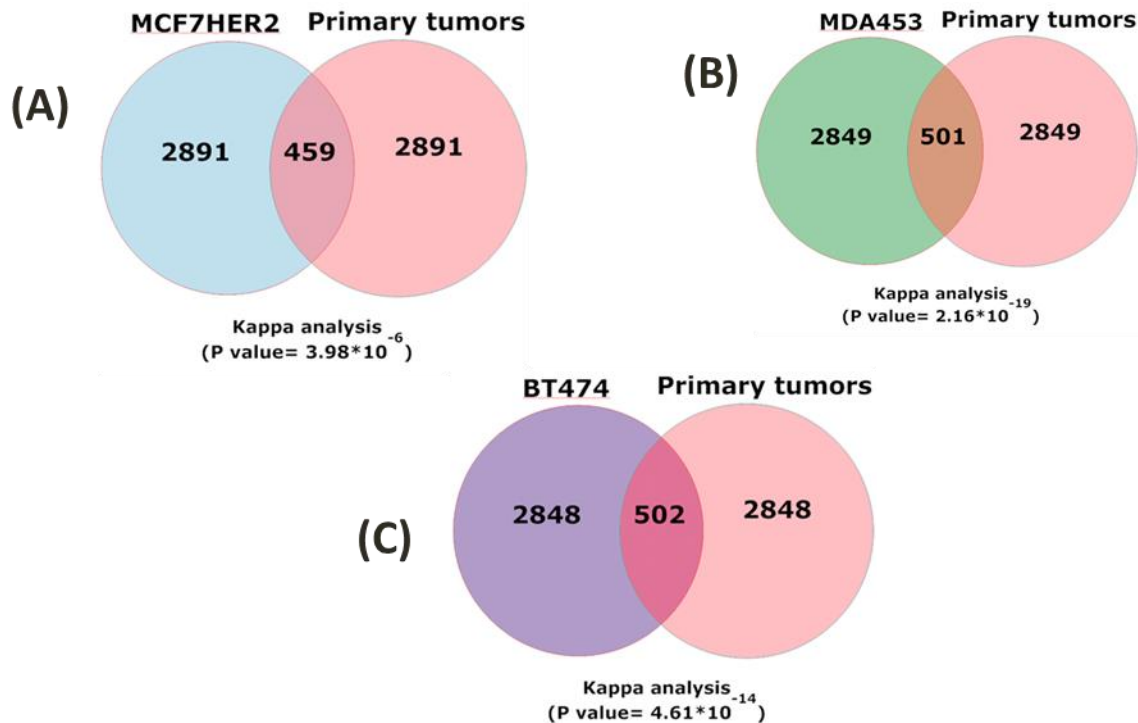 MCF7HER2 Primary tumors
(A)
2891 459 2891
Kappa analysis
(P value= 3.98*10⁻⁶)
MDA453 Primary tumors
(B)
2849 501 2849
Kappa analysis
(P value= 2.16*10⁻¹⁹)
BT474 Primary tumors
(C)
2848 502 2848
Kappa analysis
(P value= 4.61*10⁻¹⁴)